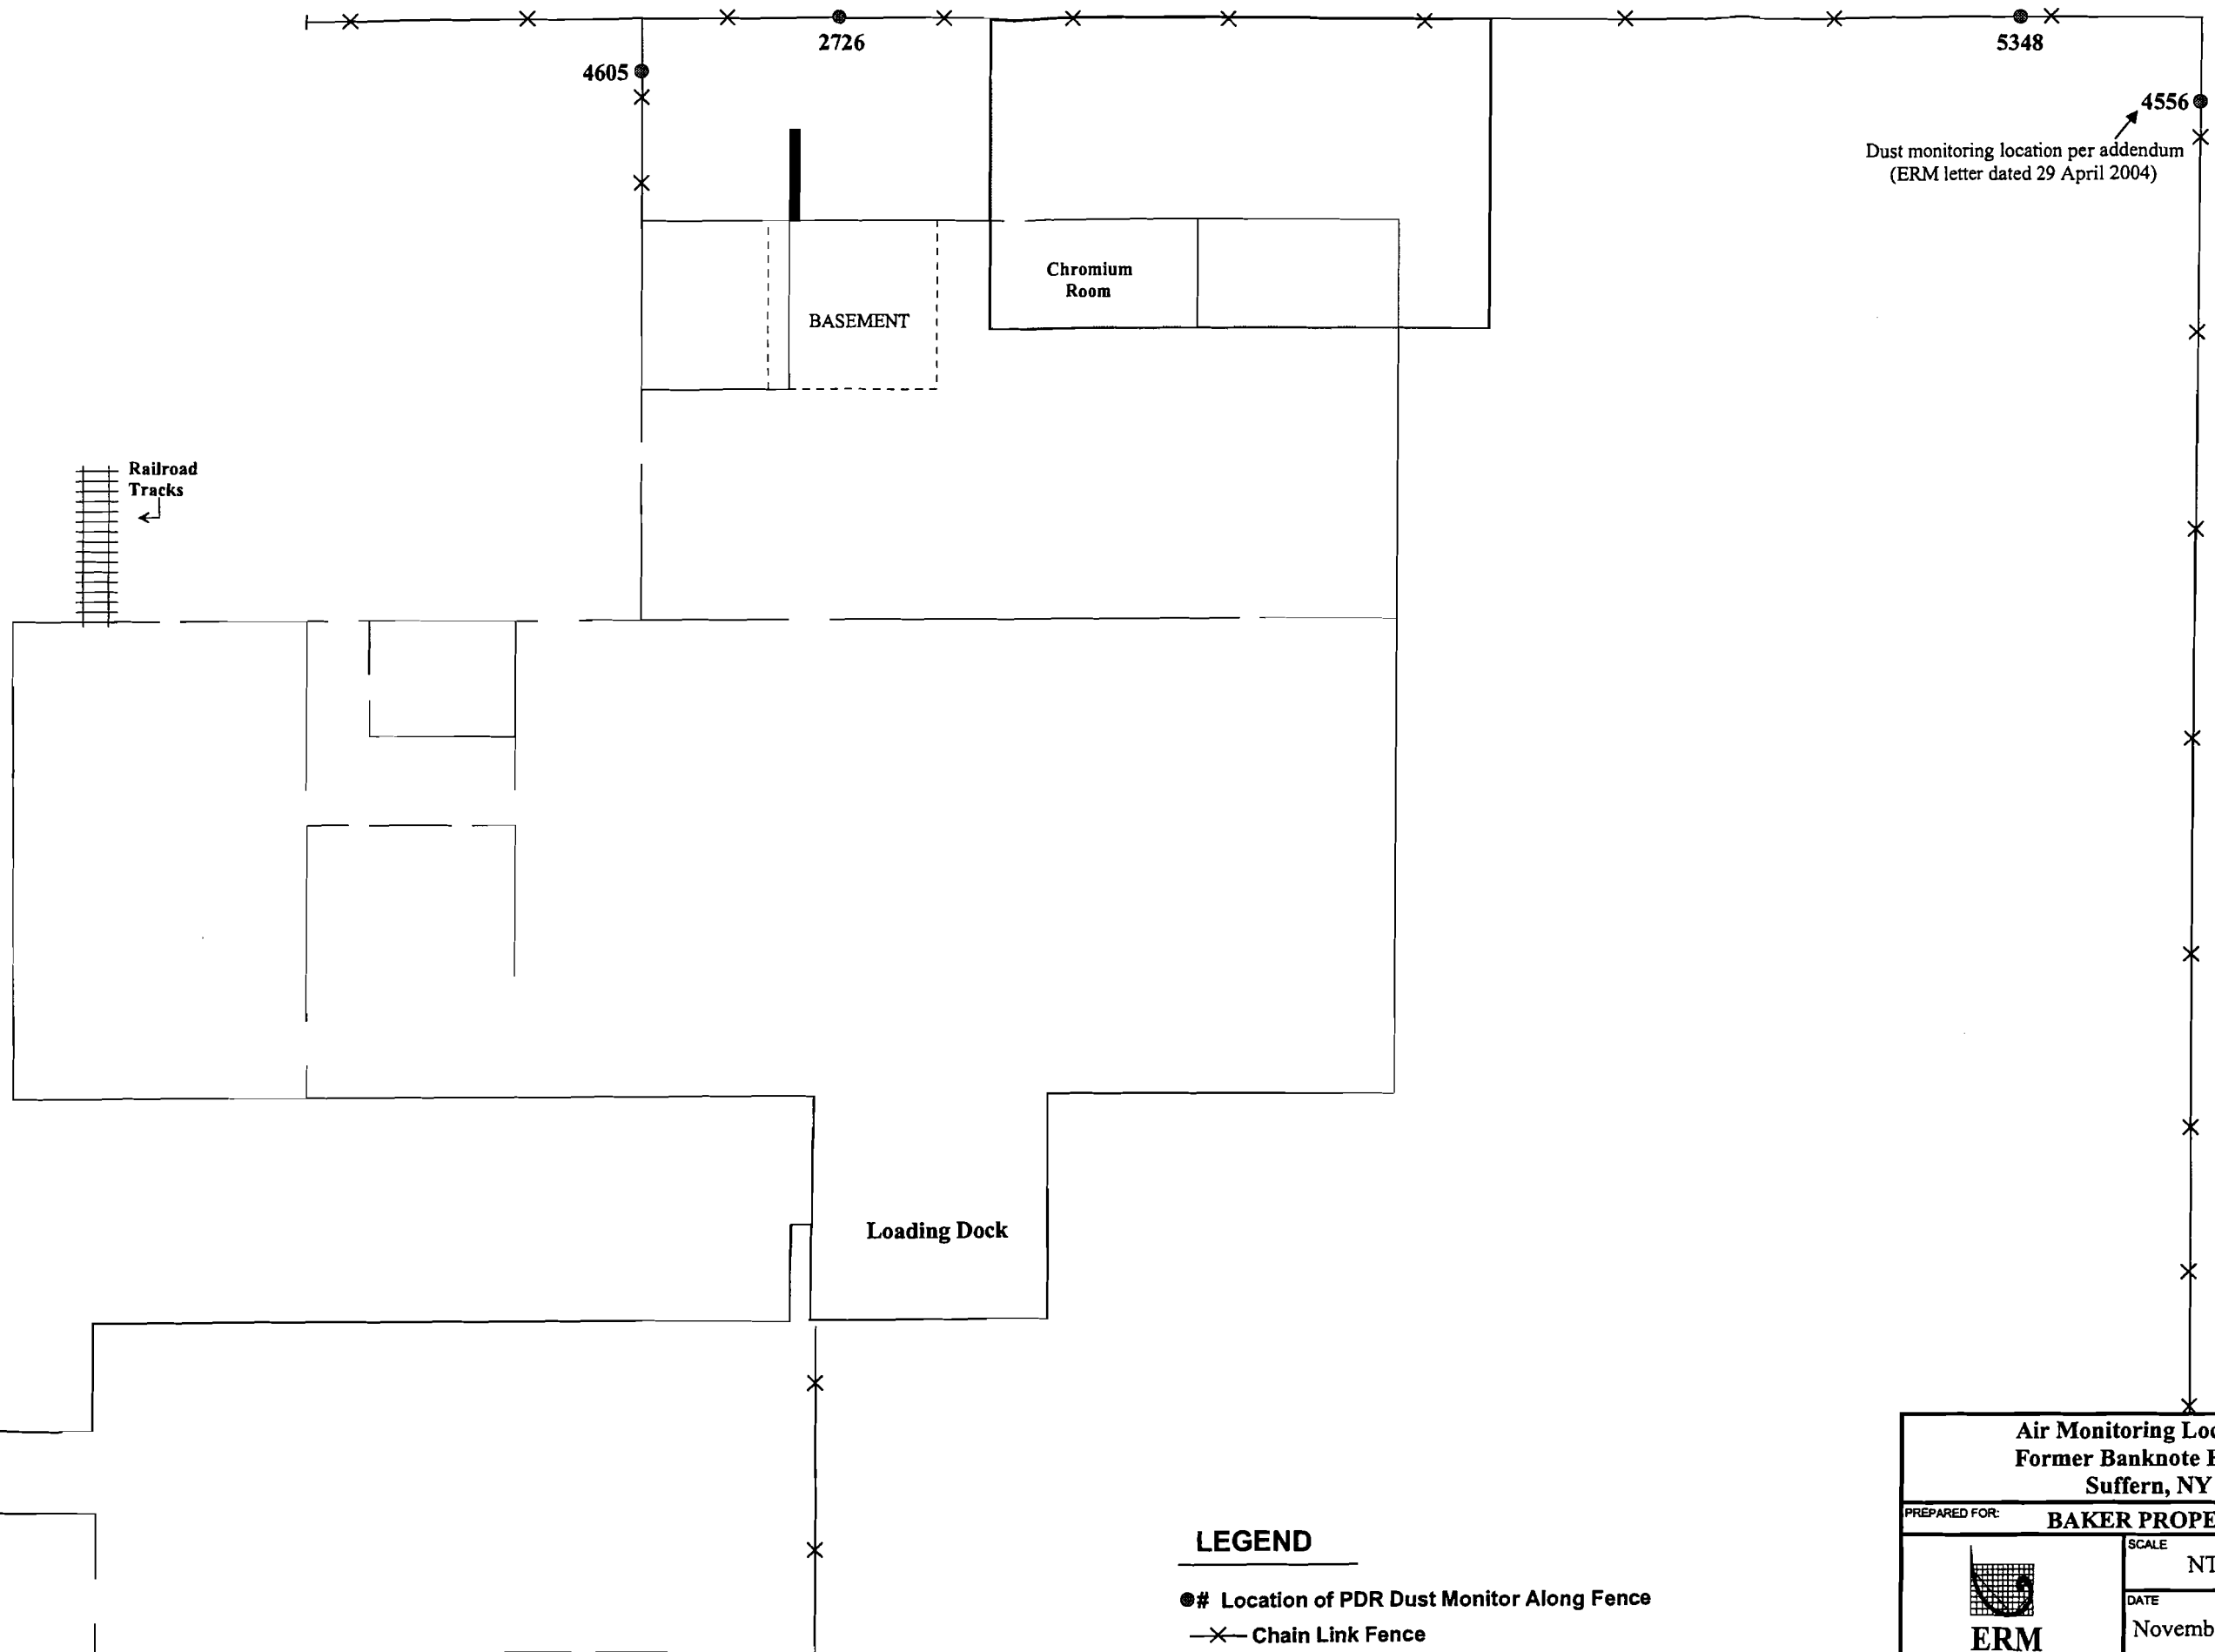 2726
5348
4605
4556
Dust monitoring location per addendum
(ERM letter dated 29 April 2004)
Chromium
Room
BASEMENT
Railroad
Tracks
Loading Dock
Air Monitoring Loc
Former Banknote
Suffern, NY
PREPARED FOR:
BAKER PROPE
SCALE
NT
DATE
Novemb
ERM
LEGEND
# Location of PDR Dust Monitor Along Fence
Chain Link Fence